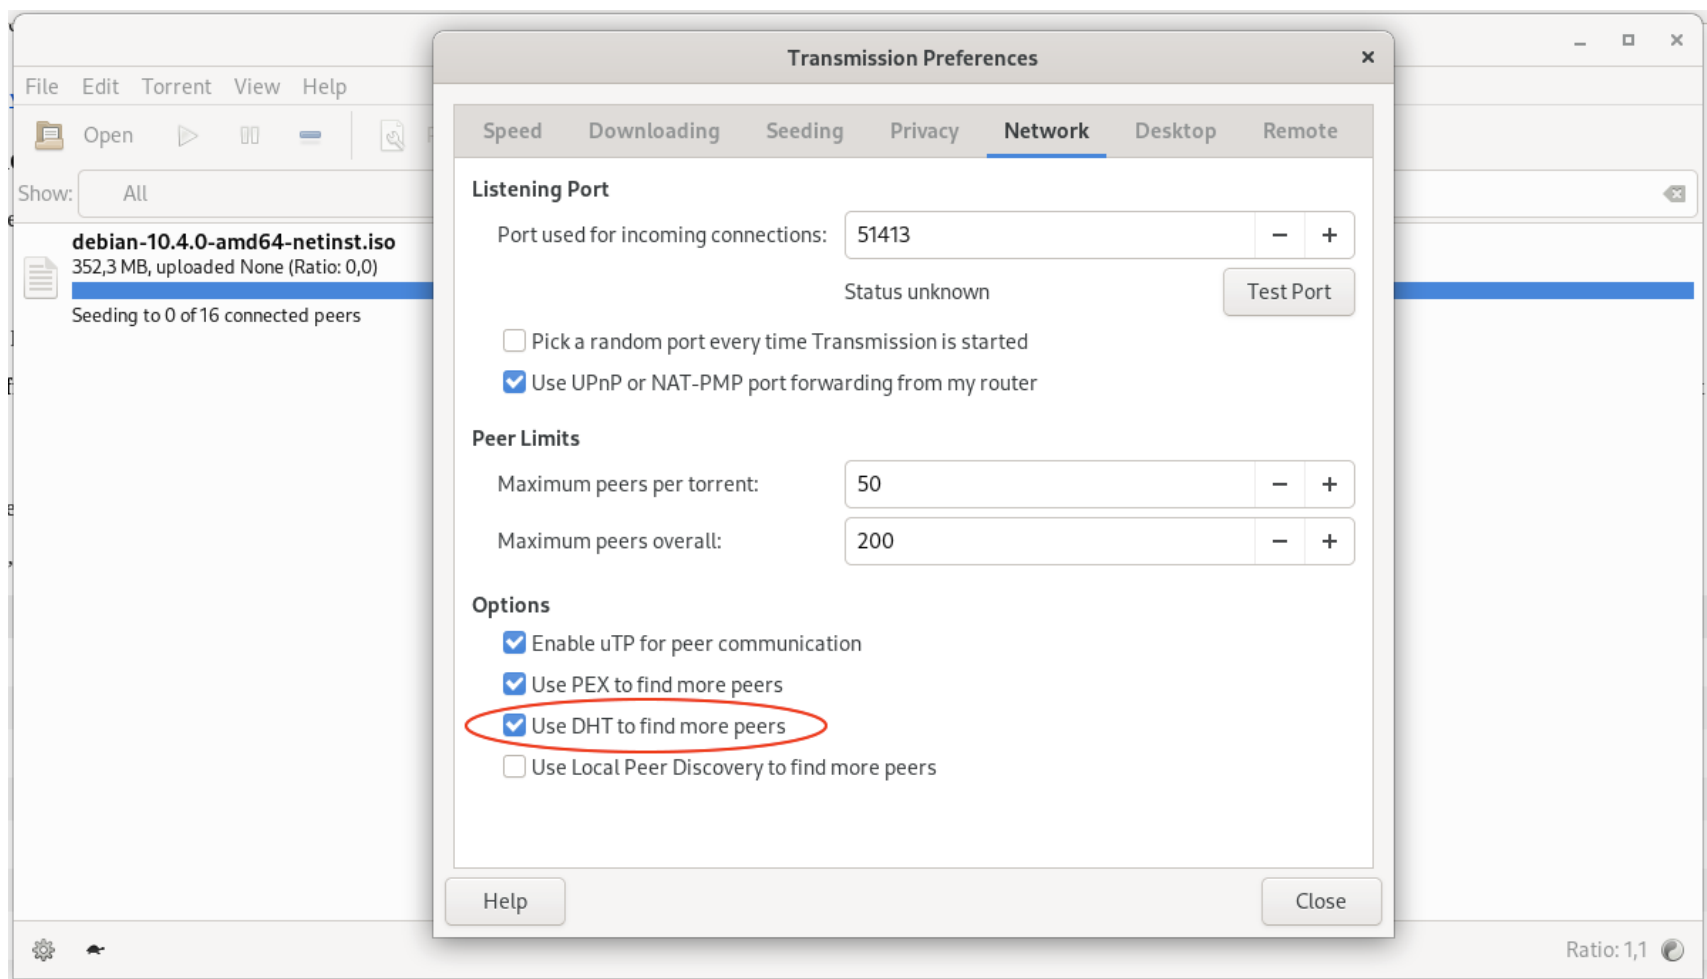 Transmission Preferences
File Edit Torrent View Help
Open
Show: All
debian-10.4.0-amd64-netinst.iso
352,3 MB, uploaded None (Ratio: 0,0)
Seeding to 0 of 16 connected peers
Speed Downloading Seeding Privacy Network Desktop Remote
Listening Port
Port used for incoming connections: 51413
Status unknown Test Port
Pick a random port every time Transmission is started
Use UPnP or NAT-PMP port forwarding from my router
Peer Limits
Maximum peers per torrent: 50
Maximum peers overall: 200
Options
Enable uTP for peer communication
Use PEX to find more peers
Use DHT to find more peers
Use Local Peer Discovery to find more peers
Help Close
Ratio: 1,1